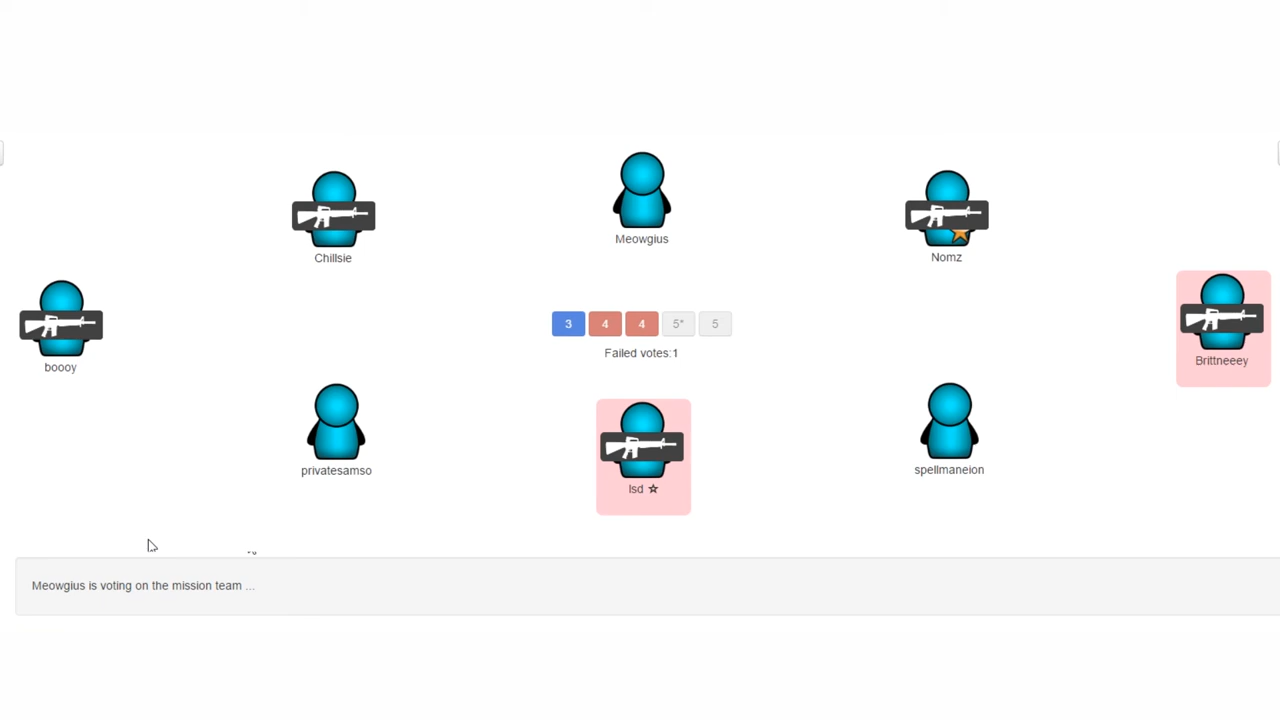 Meowgius
Chillsie
Nomz
3 4 4 5* 5
Failed votes:1
boooy
Brittneeey
privatesamso
spellmaneion
lsd ☆
Meowgius is voting on the mission team ...